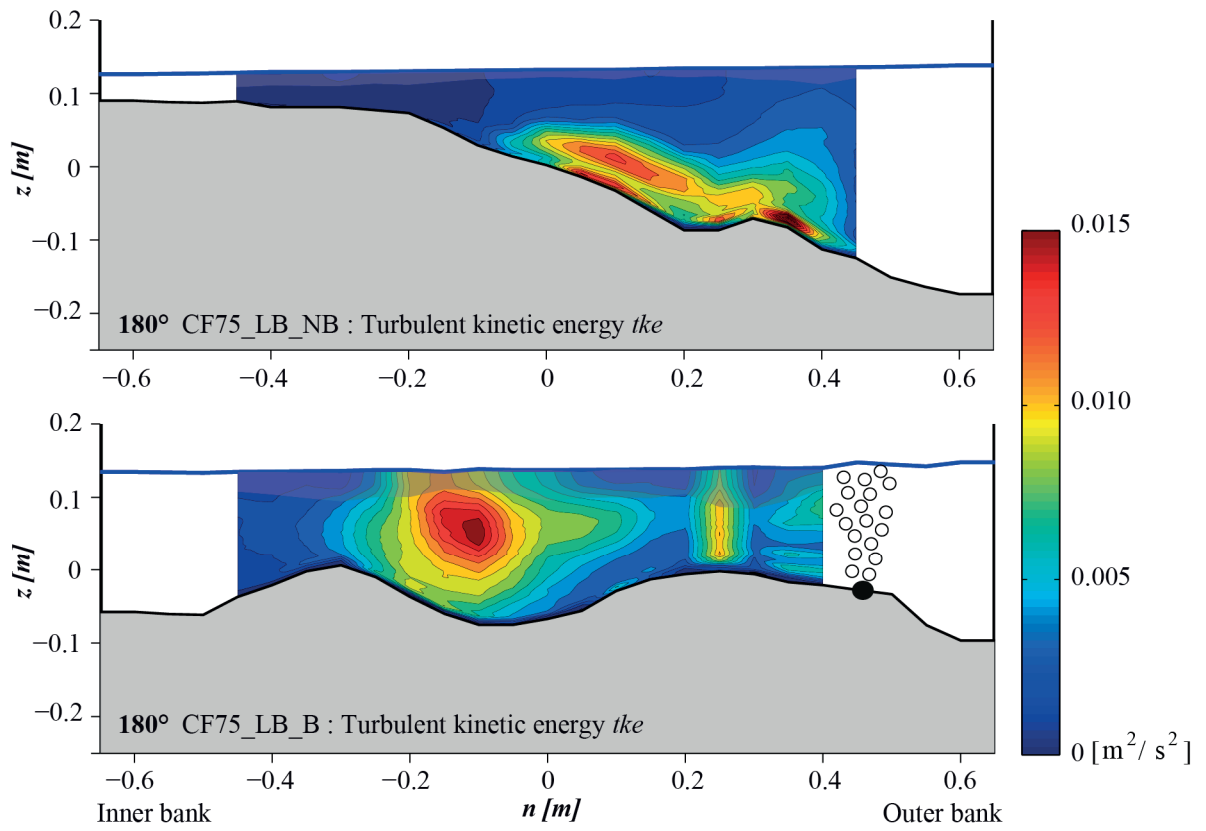 0.2
0.1
z [m]
0
−0.1
−0.2
180° CF75_LB_NB : Turbulent kinetic energy tke
−0.6 −0.4 −0.2 0 0.2 0.4 0.6
0.2
0.1
z [m]
0
−0.1
−0.2
180° CF75_LB_B : Turbulent kinetic energy tke
−0.6 −0.4 −0.2 0 0.2 0.4 0.6
Inner bank n [m] Outer bank
0.015
0.010
0.005
0 [m²/ s²]